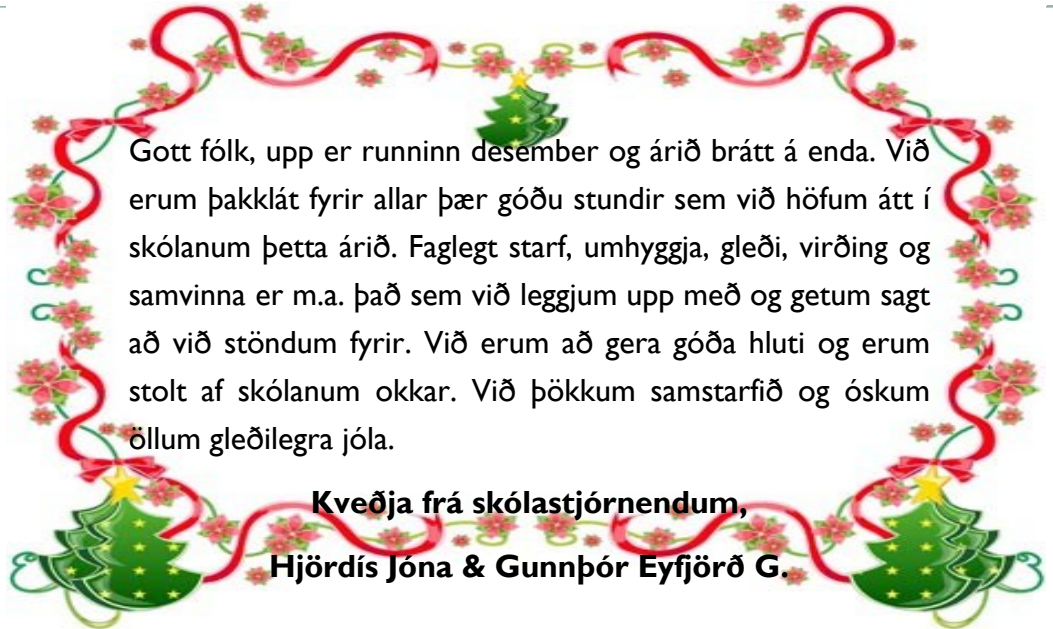 Gott fólk, upp er runninn desember og árið brátt á enda. Við
erum þakklát fyrir allar þær góðu stundir sem við höfum átt í
skólanum þetta árið. Faglegt starf, umhyggja, gleði, virðing og
samvinna er m.a. það sem við leggjum upp með og getum sagt
að við stöndum fyrir. Við erum að gera góða hluti og erum
stolt af skólanum okkar. Við þökkum samstarfið og óskum
öllum gleðilegra jóla.
Kveðja frá skólastjórnendum,
Hjördís Jóna & Gunnþór Eyfjörð G.